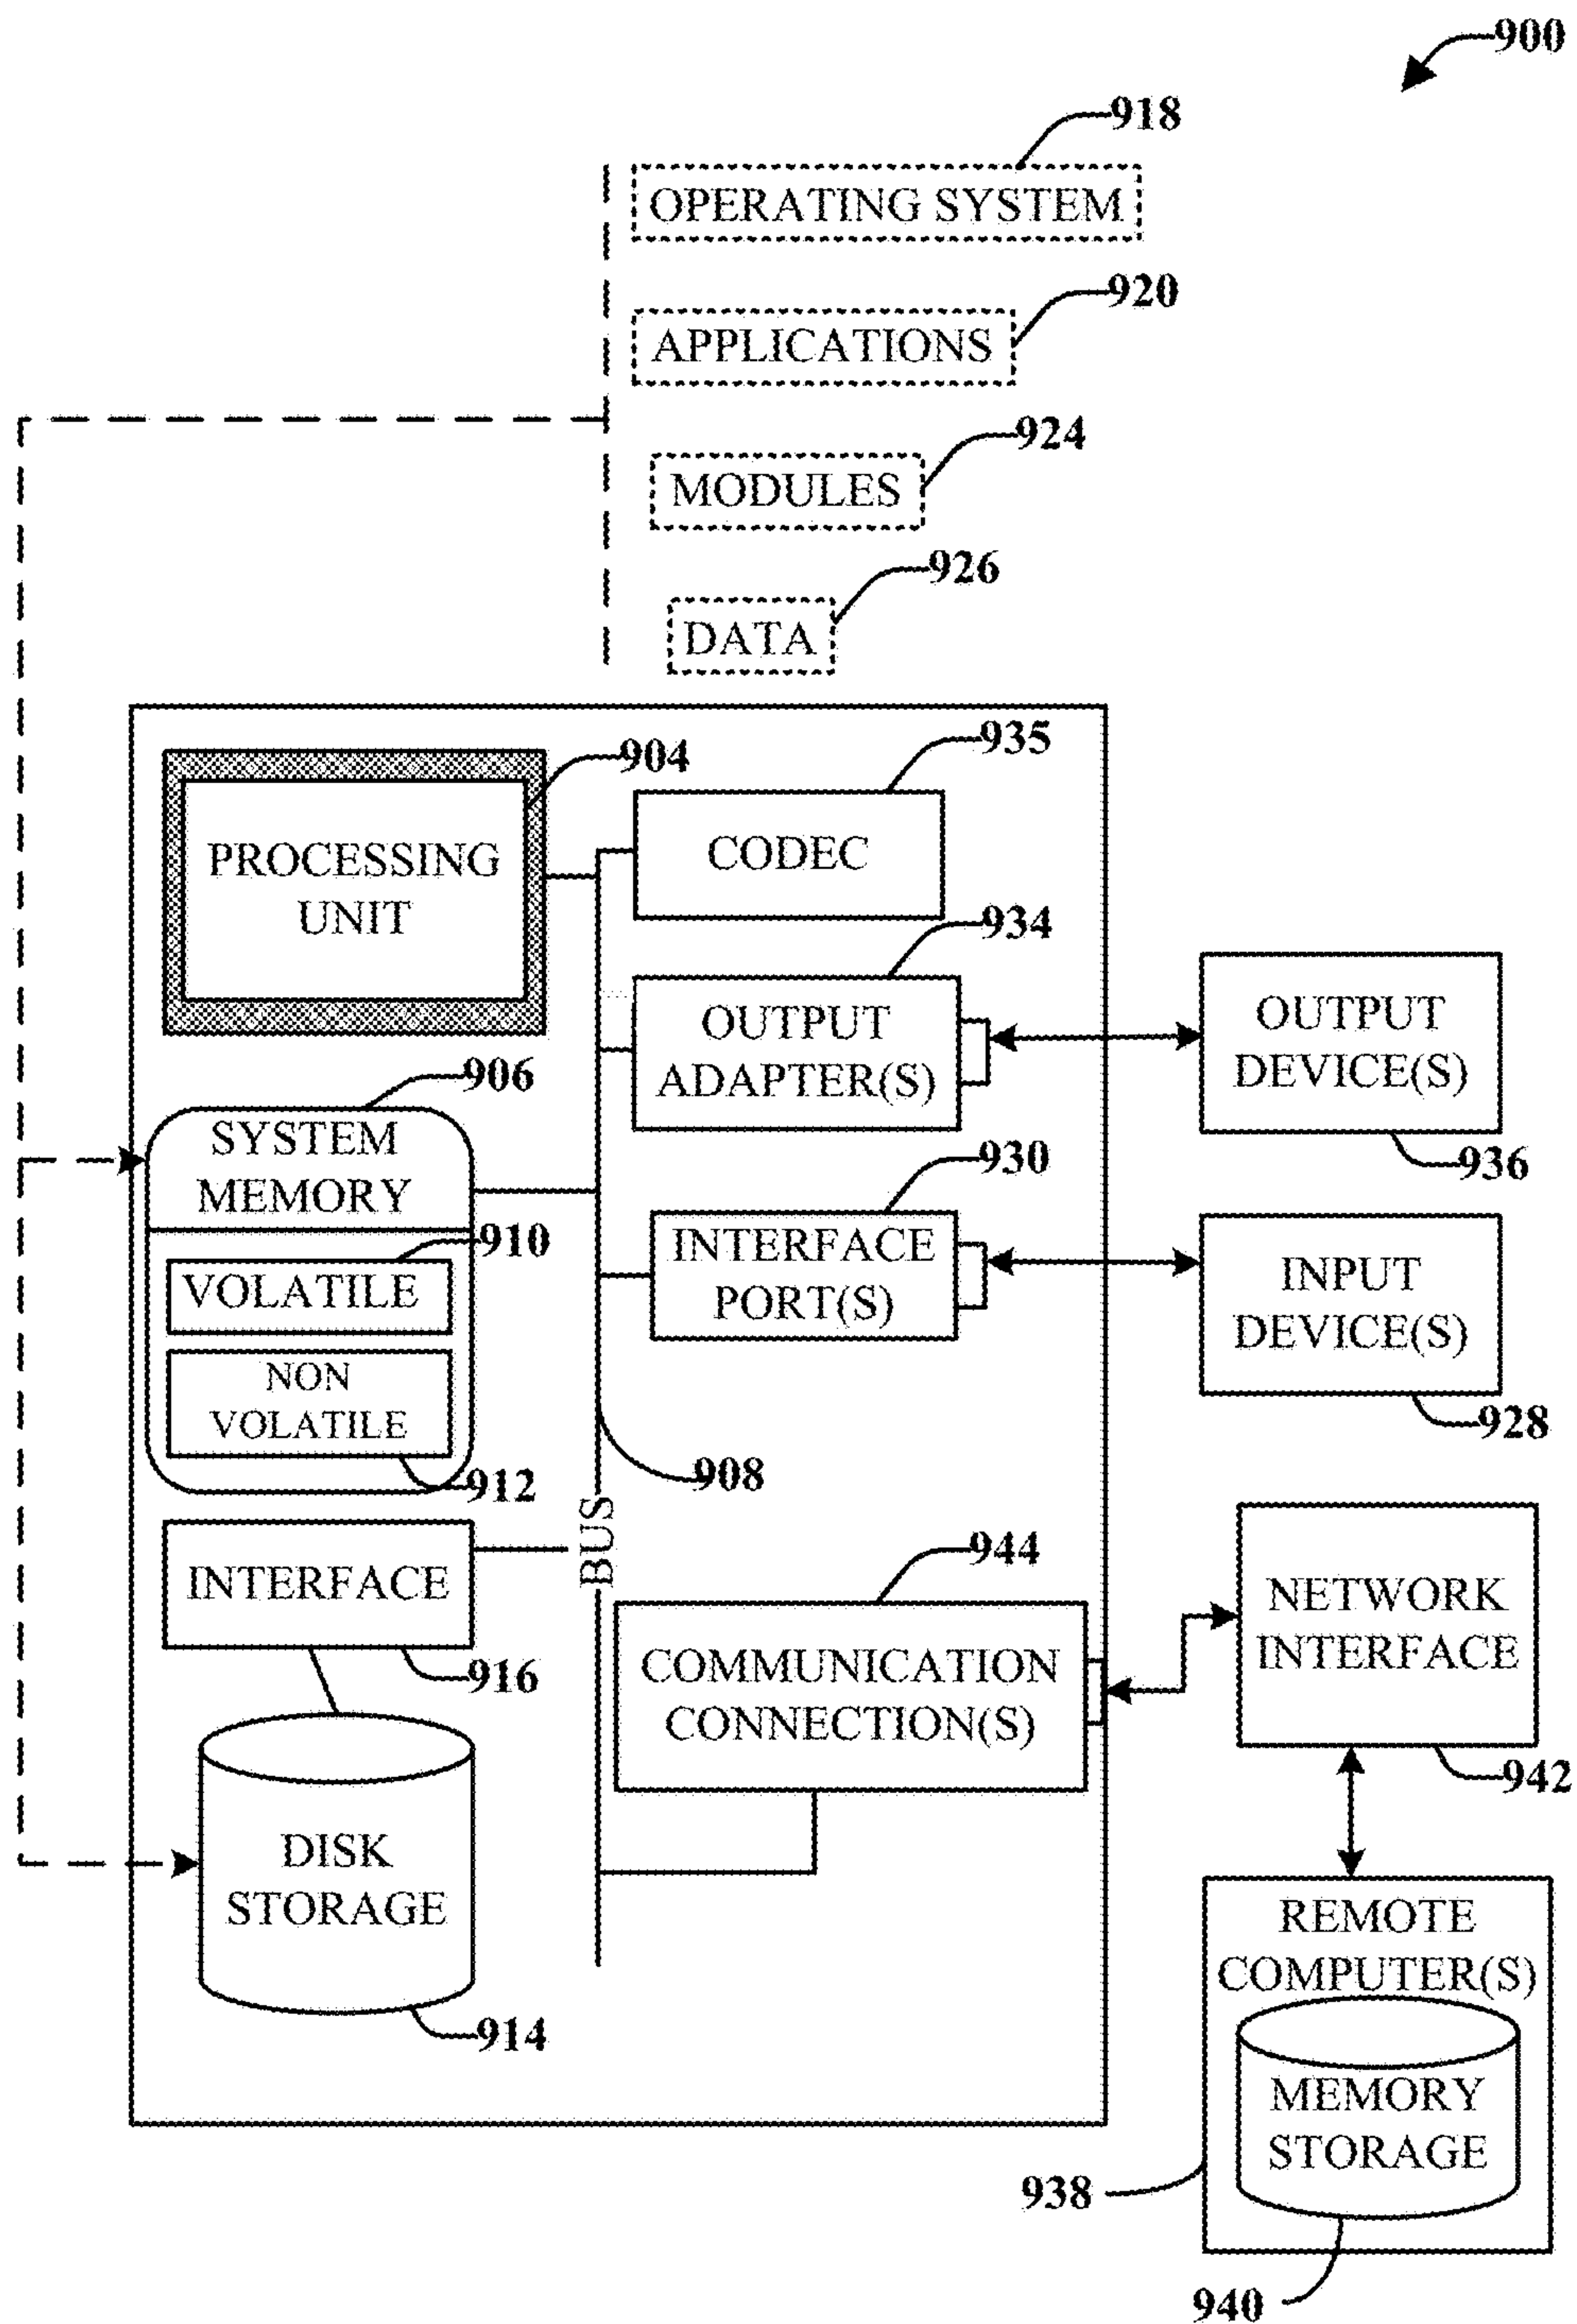 900
918
OPERATING SYSTEM
920
APPLICATIONS
924
MODULES
926
DATA
904
PROCESSING
UNIT
935
CODEC
934
OUTPUT
ADAPTER(S)
OUTPUT
DEVICE(S)
936
906
SYSTEM
MEMORY
910
VOLATILE
NON
VOLATILE
912
930
INTERFACE
PORT(S)
INPUT
DEVICE(S)
928
908
BUS
INTERFACE
916
944
COMMUNICATION
CONNECTION(S)
NETWORK
INTERFACE
942
DISK
STORAGE
914
REMOTE
COMPUTER(S)
MEMORY
STORAGE
938
940